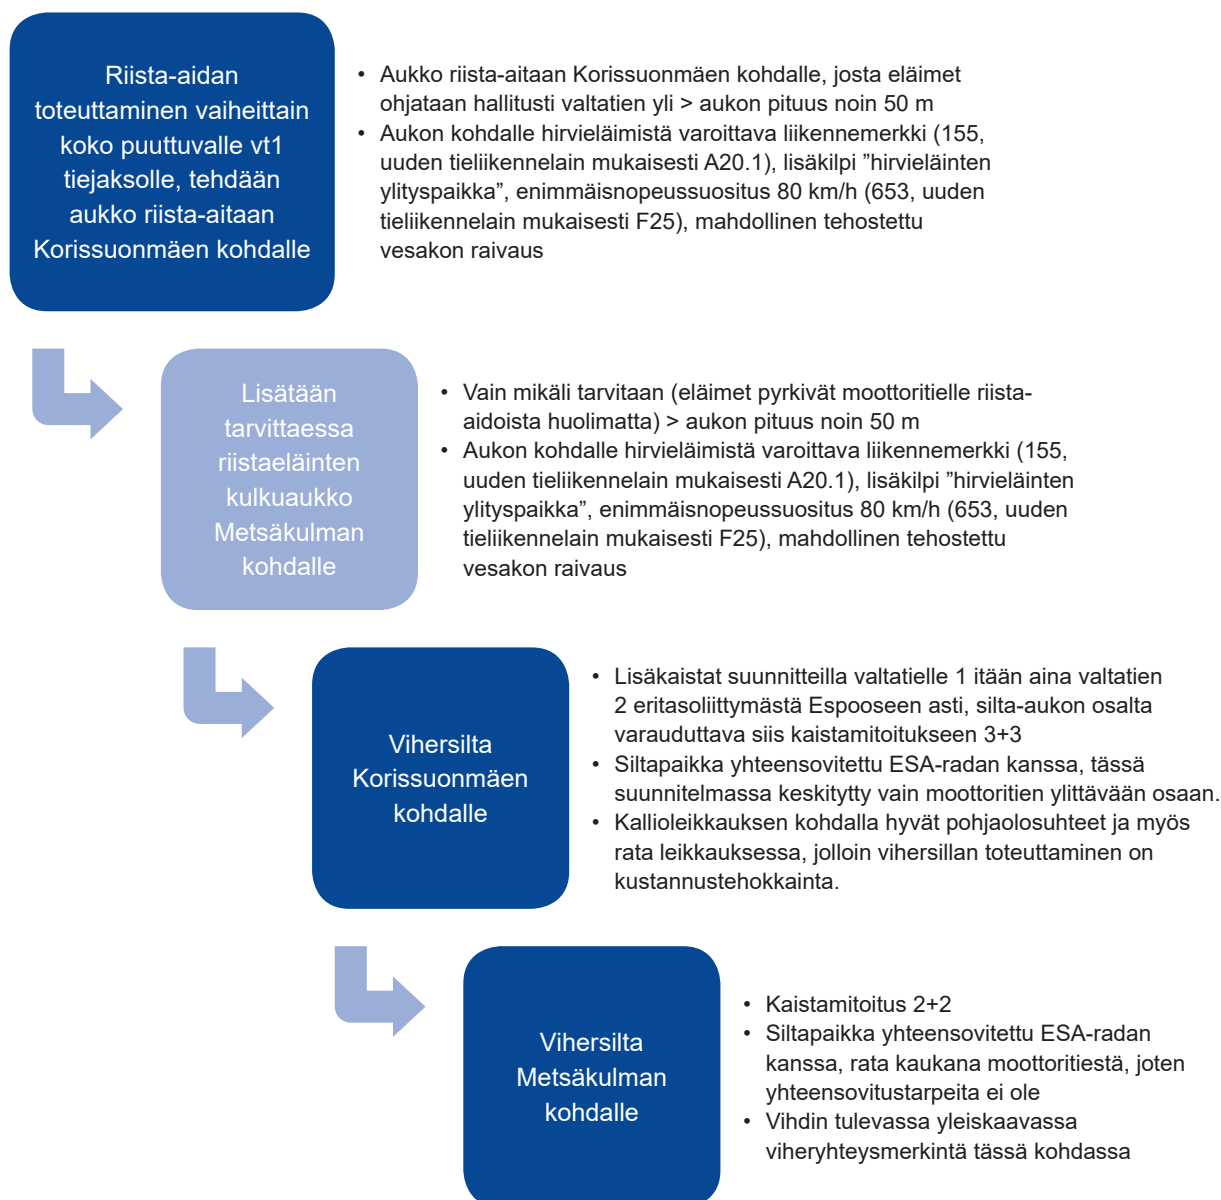 Riista-aidan
toteuttaminen vaiheittain
koko puuttuvalle vt1
tiejaksolle, tehdään
aukko riista-aitaan
Korissuonmäen kohdalle
• Aukko riista-aitaan Korissuonmäen kohdalle, josta eläimet
ohjataan hallitusti valtatien yli > aukon pituus noin 50 m
• Aukon kohdalle hirvieläimistä varoittava liikennemerkki (155,
uuden tieliikennelain mukaisesti A20.1), lisäkilpi ”hirvieläinten
ylityspaikka”, enimmäisnopeussuositus 80 km/h (653, uuden
tieliikennelain mukaisesti F25), mahdollinen tehostettu
vesakon raivaus
Lisätään
tarvittaessa
riistaeläinten
kulkuaukko
Metsäkulman
kohdalle
• Vain mikäli tarvitaan (eläimet pyrkivät moottoritielle riista-
aidoista huolimatta) > aukon pituus noin 50 m
• Aukon kohdalle hirvieläimistä varoittava liikennemerkki (155,
uuden tieliikennelain mukaisesti A20.1), lisäkilpi ”hirvieläinten
ylityspaikka”, enimmäisnopeussuositus 80 km/h (653, uuden
tieliikennelain mukaisesti F25), mahdollinen tehostettu
vesakon raivaus
Vihersilta
Korissuonmäen
kohdalle
• Lisäkaistat suunnitteilla valtatielle 1 itään aina valtatien
2 eritasoliittymästä Espooseen asti, silta-aukon osalta
varauduttava siis kaistamitoitukseen 3+3
• Siltapaikka yhteensovitettu ESA-radan kanssa, tässä
suunnitelmassa keskitytty vain moottoritien ylittävään osaan.
• Kallioleikkauksen kohdalla hyvät pohjaolosuhteet ja myös
rata leikkauksessa, jolloin vihersillan toteuttaminen on
kustannustehokkainta.
Vihersilta
Metsäkulman
kohdalle
• Kaistamitoitus 2+2
• Siltapaikka yhteensovitettu ESA-radan
kanssa, rata kaukana moottoritiestä, joten
yhteensovitustarpeita ei ole
• Vihdin tulevassa yleiskaavassa
viheryhteysmerkintä tässä kohdassa